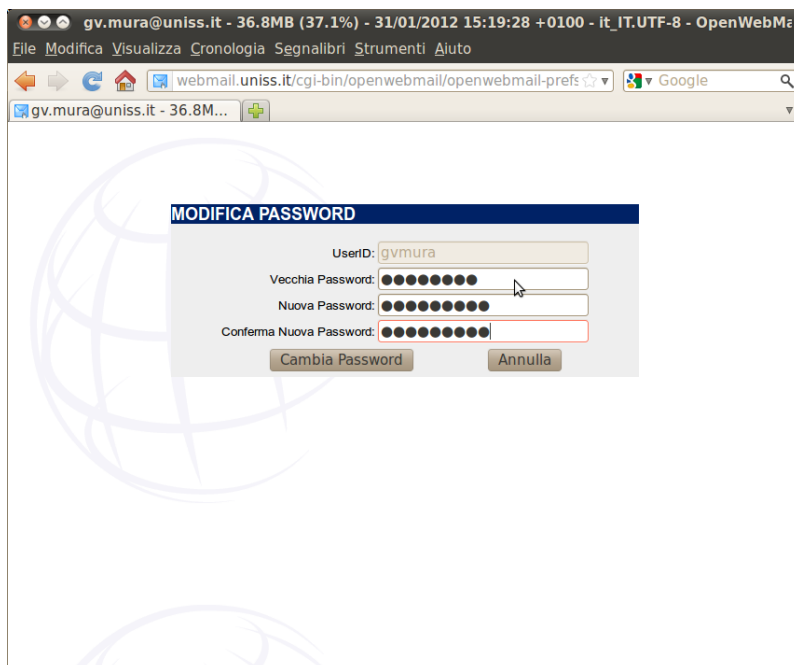 gv.mura@uniss.it - 36.8MB (37.1%) - 31/01/2012 15:19:28 +0100 - it_IT.UTF-8 - OpenWebMa
File Modifica Visualizza Cronologia Segnalibri Strumenti Aiuto
webmail.uniss.it/cgi-bin/openwebmail/openwebmail-prefs Google
gv.mura@uniss.it - 36.8M...
MODIFICA PASSWORD
UserID: gvmura
Vecchia Password: ●●●●●●●●
Nuova Password: ●●●●●●●●●
Conferma Nuova Password: ●●●●●●●●●
Cambia Password Annulla